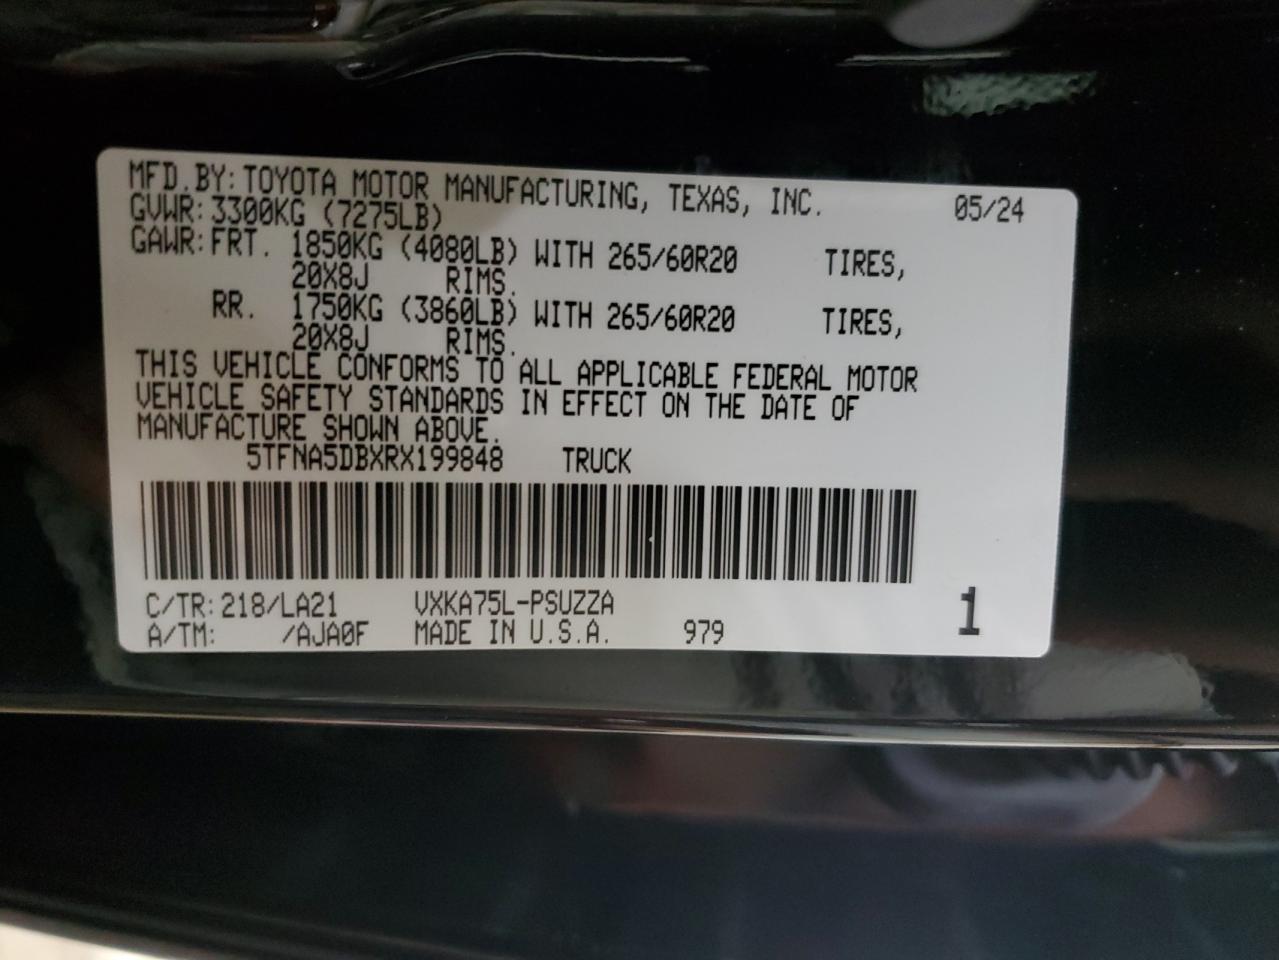 MFD.BY: TOYOTA MOTOR MANUFACTURING, TEXAS, INC. 05/24
GVWR: 3300KG (7275LB)
GAWR: FRT. 1850KG (4080LB) WITH 265/60R20 TIRES,
20X8J RIMS.
RR. 1750KG (3860LB) WITH 265/60R20 TIRES,
20X8J RIMS.
THIS VEHICLE CONFORMS TO ALL APPLICABLE FEDERAL MOTOR
VEHICLE SAFETY STANDARDS IN EFFECT ON THE DATE OF
MANUFACTURE SHOWN ABOVE.
5TFNA5DBXRX199848 TRUCK
C/TR: 218/LA21 VXKA75L-PSUZZA
A/TM: /AJA0F MADE IN U.S.A. 979
1